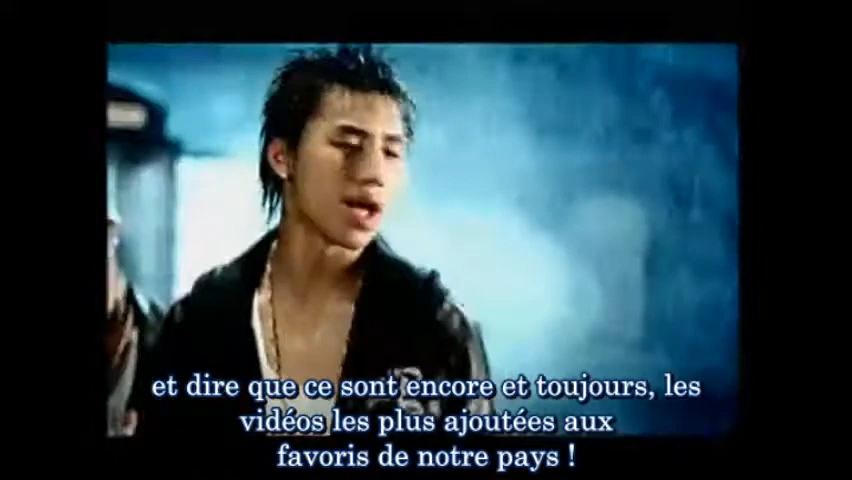 et dire que ce sont encore et toujours, les
vidéos les plus ajoutées aux
favoris de notre pays !